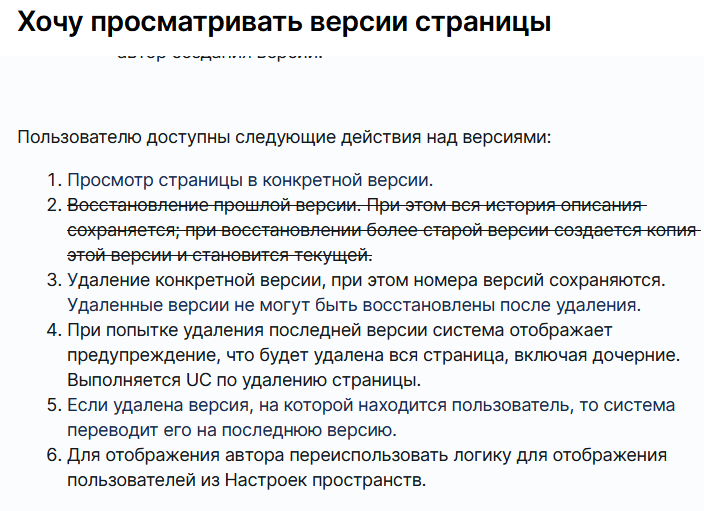 Хочу просматривать версии страницы
автор создания версии.
Пользователю доступны следующие действия над версиями:
1. Просмотр страницы в конкретной версии.
2. Восстановление прошлой версии. При этом вся история описания
сохраняется; при восстановлении более старой версии создается копия
этой версии и становится текущей.
3. Удаление конкретной версии, при этом номера версий сохраняются.
Удаленные версии не могут быть восстановлены после удаления.
4. При попытке удаления последней версии система отображает
предупреждение, что будет удалена вся страница, включая дочерние.
Выполняется UC по удалению страницы.
5. Если удалена версия, на которой находится пользователь, то система
переводит его на последнюю версию.
6. Для отображения автора переиспользовать логику для отображения
пользователей из Настроек пространств.